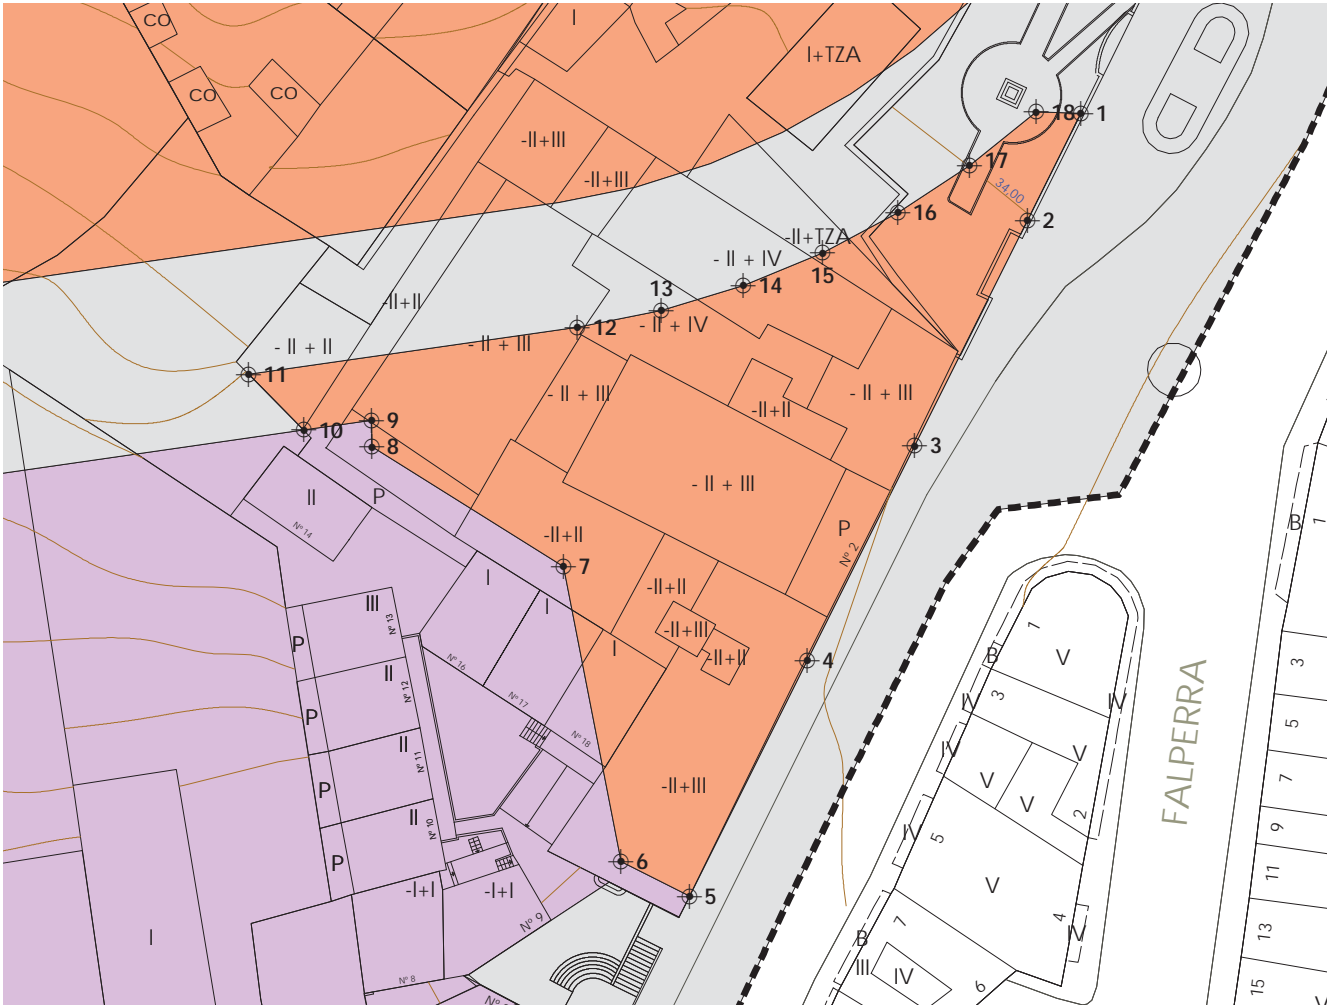 CO
I
I+TZA
CO
CO
18
1
-II+III
17
-II+III
34,00
16
2
-II+TZA
- II + IV
15
14
13
-II+II
12
- II + IV
- II + II
- II + III
11
- II + III
- II + III
-II+II
9
10
8
3
- II + III
II
P
Nº 14
P
Nº 2
B
1
-II+II
7
I
I
-II+II
III
Nº 13
-II+III
I
P
Nº 16
-II+II
4
1
B
V
3
II
Nº 12
Nº 17
3
IV
IV
P
Nº 18
5
II
Nº 11
IV
V
FALPERRA
-II+III
V
7
P
V
2
II
Nº 10
IV
5
9
P
6
11
-I+I
-I+I
V
5
Nº 9
7
4
13
I
B
IV
III
IV
Nº 8
6
15
V